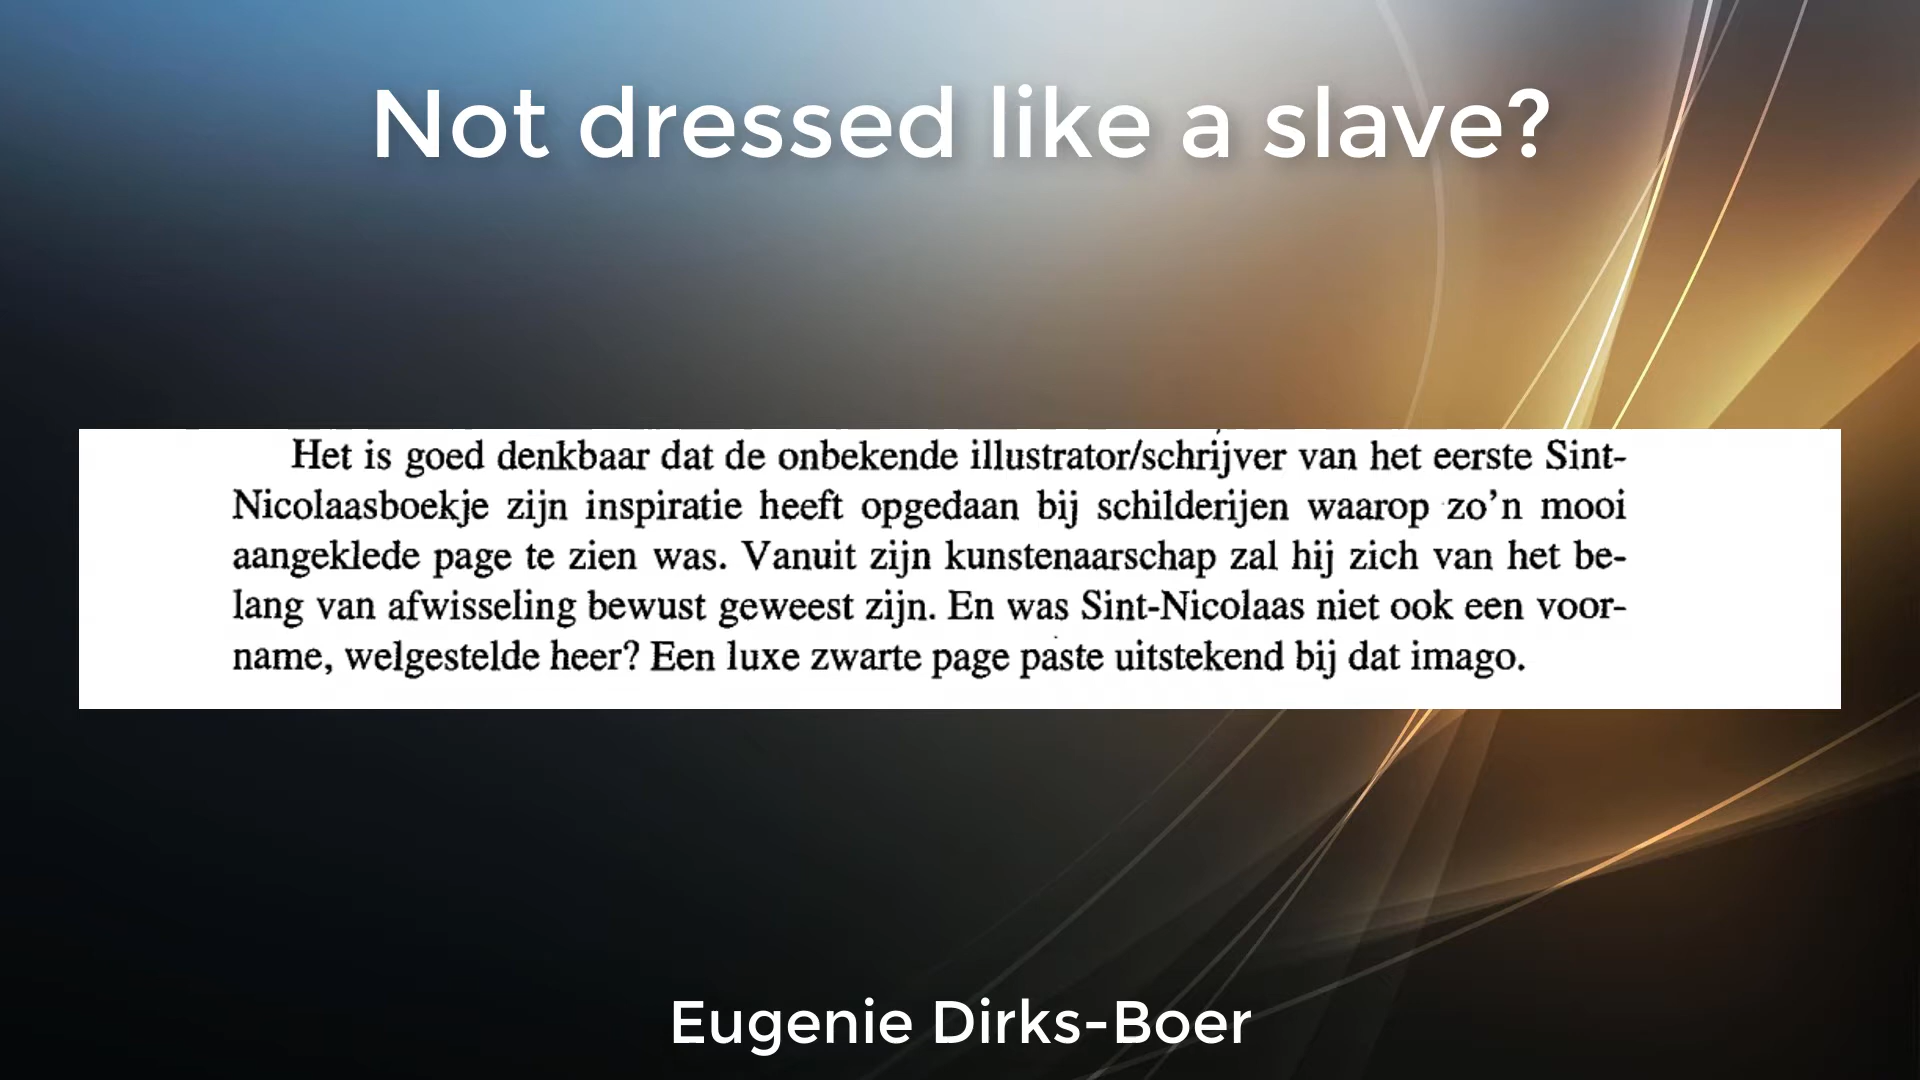 Not dressed like a slave?
Het is goed denkbaar dat de onbekende illustrator/schrijver van het eerste Sint-
Nicolaasboekje zijn inspiratie heeft opgedaan bij schilderijen waarop zo'n mooi
aangeklede page te zien was. Vanuit zijn kunstenaarschap zal hij zich van het be-
lang van afwisseling bewust geweest zijn. En was Sint-Nicolaas niet ook een voor-
name, welgestelde heer? Een luxe zwarte page paste uitstekend bij dat imago.
Eugenie Dirks-Boer